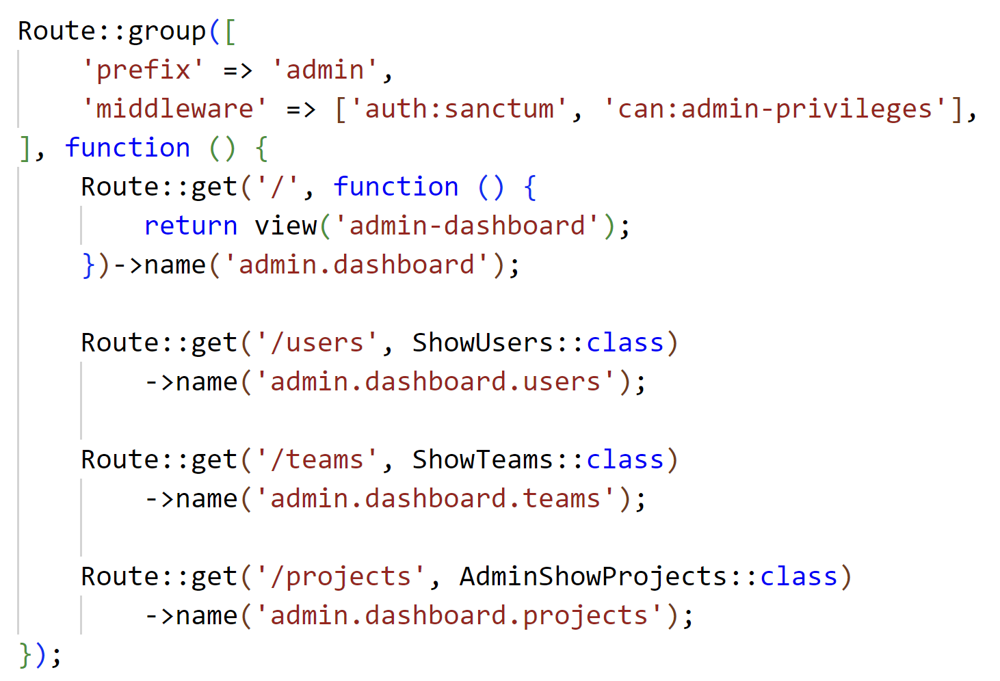 Route::group([
    'prefix' => 'admin',
    'middleware' => ['auth:sanctum', 'can:admin-privileges'],
], function () {
    Route::get('/', function () {
        return view('admin-dashboard');
    })->name('admin.dashboard');

    Route::get('/users', ShowUsers::class)
        ->name('admin.dashboard.users');

    Route::get('/teams', ShowTeams::class)
        ->name('admin.dashboard.teams');

    Route::get('/projects', AdminShowProjects::class)
        ->name('admin.dashboard.projects');
});